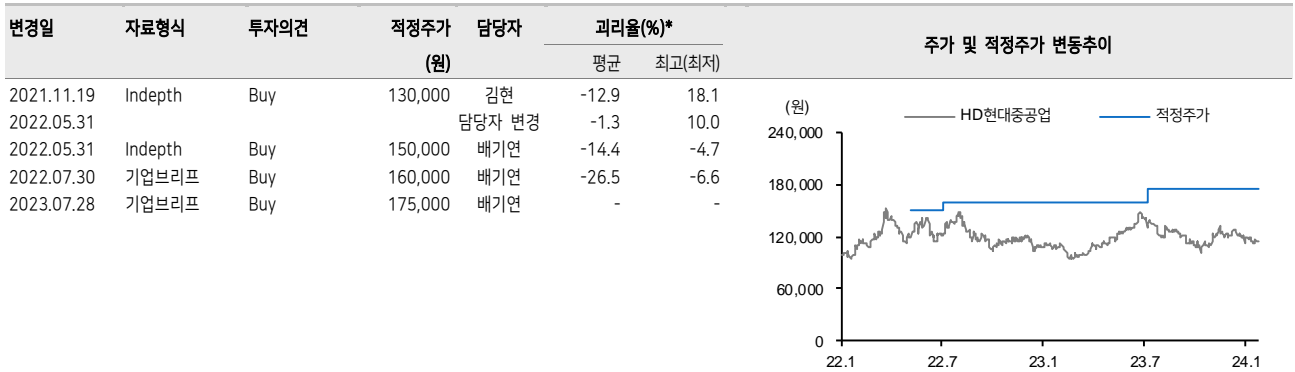 변경일 자료형식 투자의견 적정주가 담당자 괴리율(%)*
(원) 평균 최고(최저)
2021.11.19 Indepth Buy 130,000 김현 -12.9 18.1
2022.05.31 담당자 변경 -1.3 10.0
2022.05.31 Indepth Buy 150,000 배기연 -14.4 -4.7
2022.07.30 기업브리프 Buy 160,000 배기연 -26.5 -6.6
2023.07.28 기업브리프 Buy 175,000 배기연 - -
주가 및 적정주가 변동추이
(원)
HD현대중공업 적정주가
240,000
180,000
120,000
60,000
0
22.1 22.7 23.1 23.7 24.1